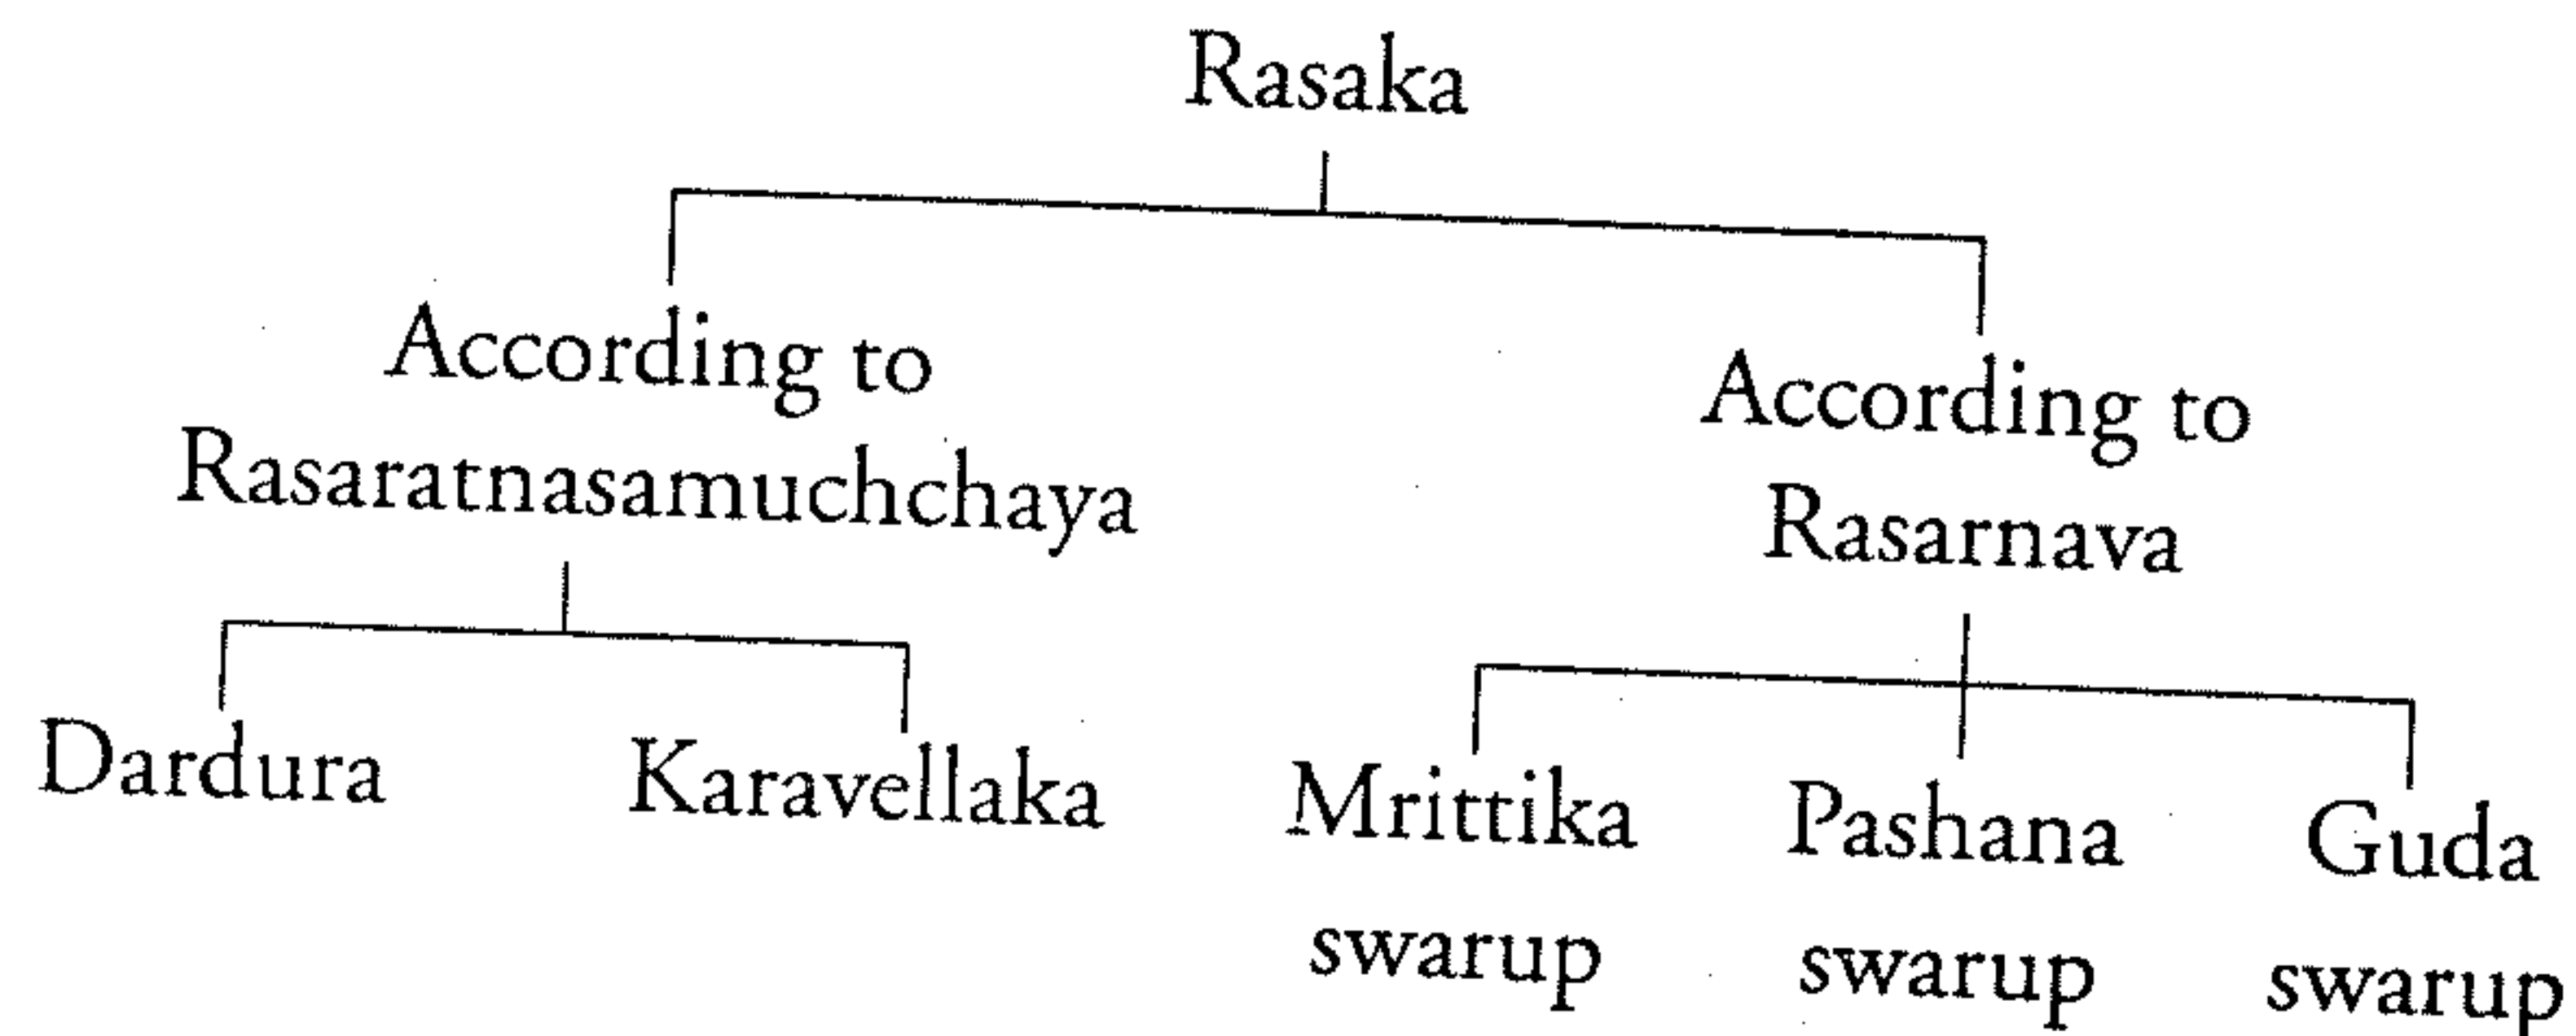 Rasaka
According to
Rasaratnasamuchchaya
According to
Rasarnava
Dardura
Karavellaka
Mrittika
swarup
Pashana
swarup
Guda
swarup